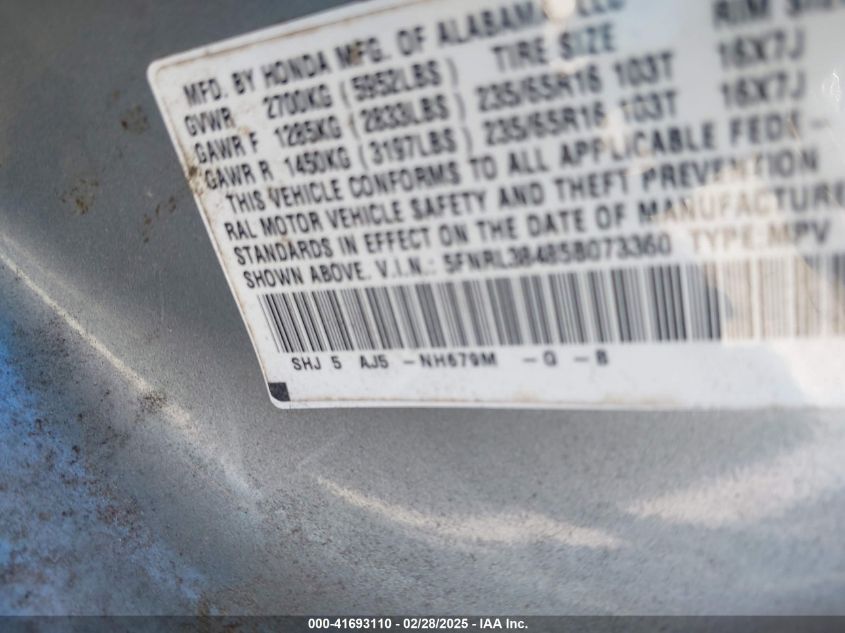 MFD. BY HONDA MFG. OF ALABAMA, LLC
GVWR 2700KG (5952LBS) TIRE SIZE RIM SIZE
GAWR F 1285KG (2833LBS) 235/65R16 103T 16X7J
GAWR R 1450KG (3197LBS) 235/65R16 103T 16X7J
THIS VEHICLE CONFORMS TO ALL APPLICABLE FEDE-
RAL MOTOR VEHICLE SAFETY AND THEFT PREVENTION
STANDARDS IN EFFECT ON THE DATE OF MANUFACTURE
SHOWN ABOVE. V.I.N.: 5FNRL38485B073360 TYPE:MPV
SHJ 5 AJ5 -NH679M -G -B
000-41693110 - 02/28/2025 - IAA Inc.